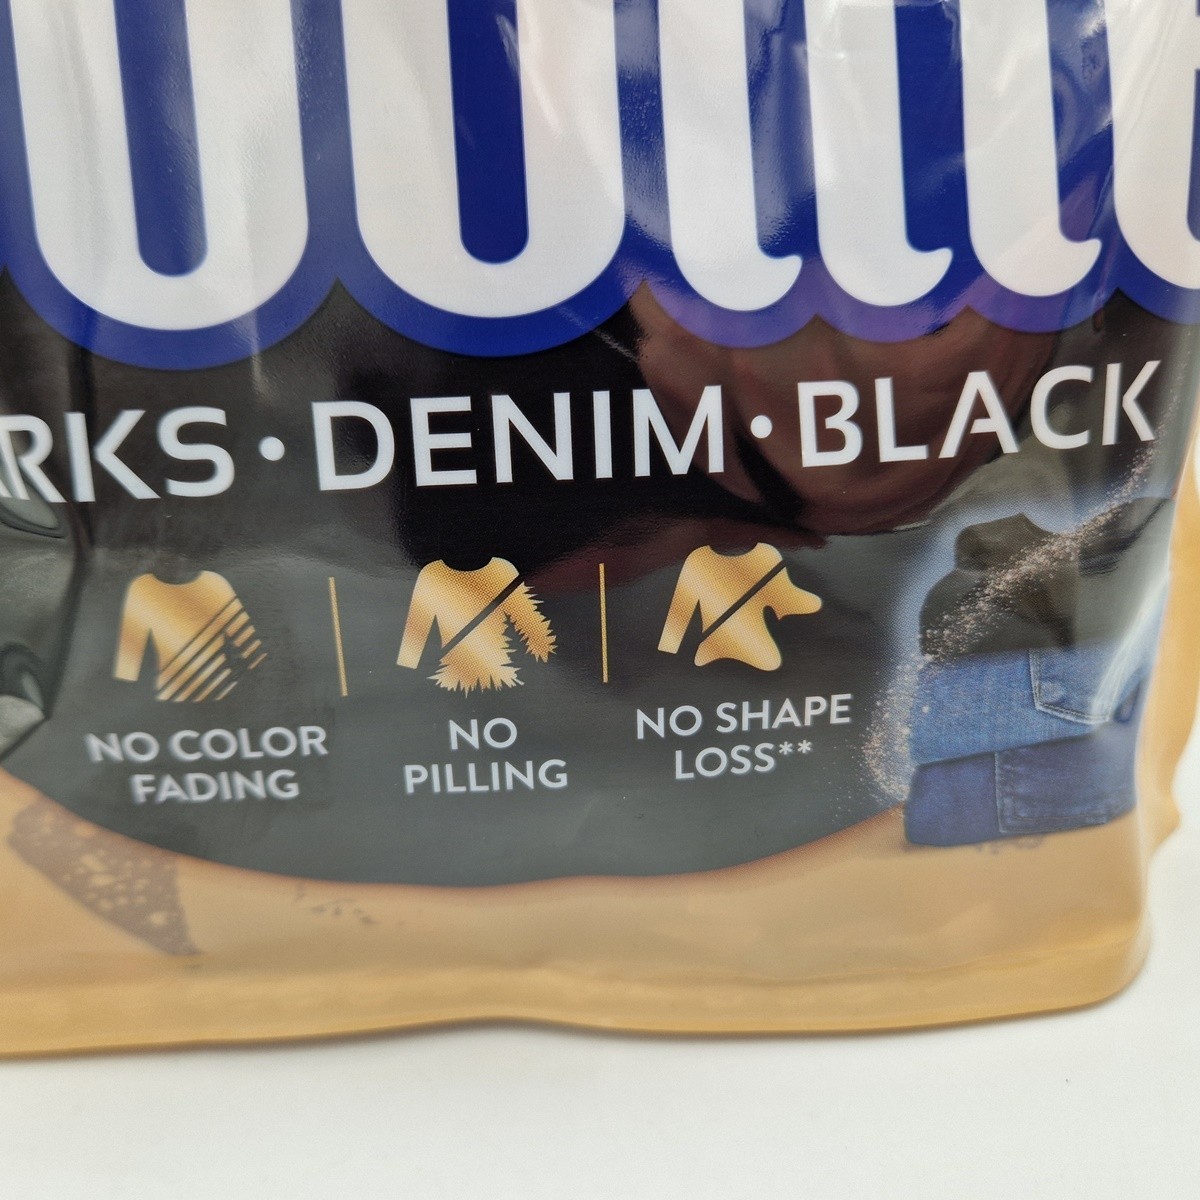 RKS • DENIM • BLACK
NO COLOR
FADING
NO
PILLING
NO SHAPE
LOSS**